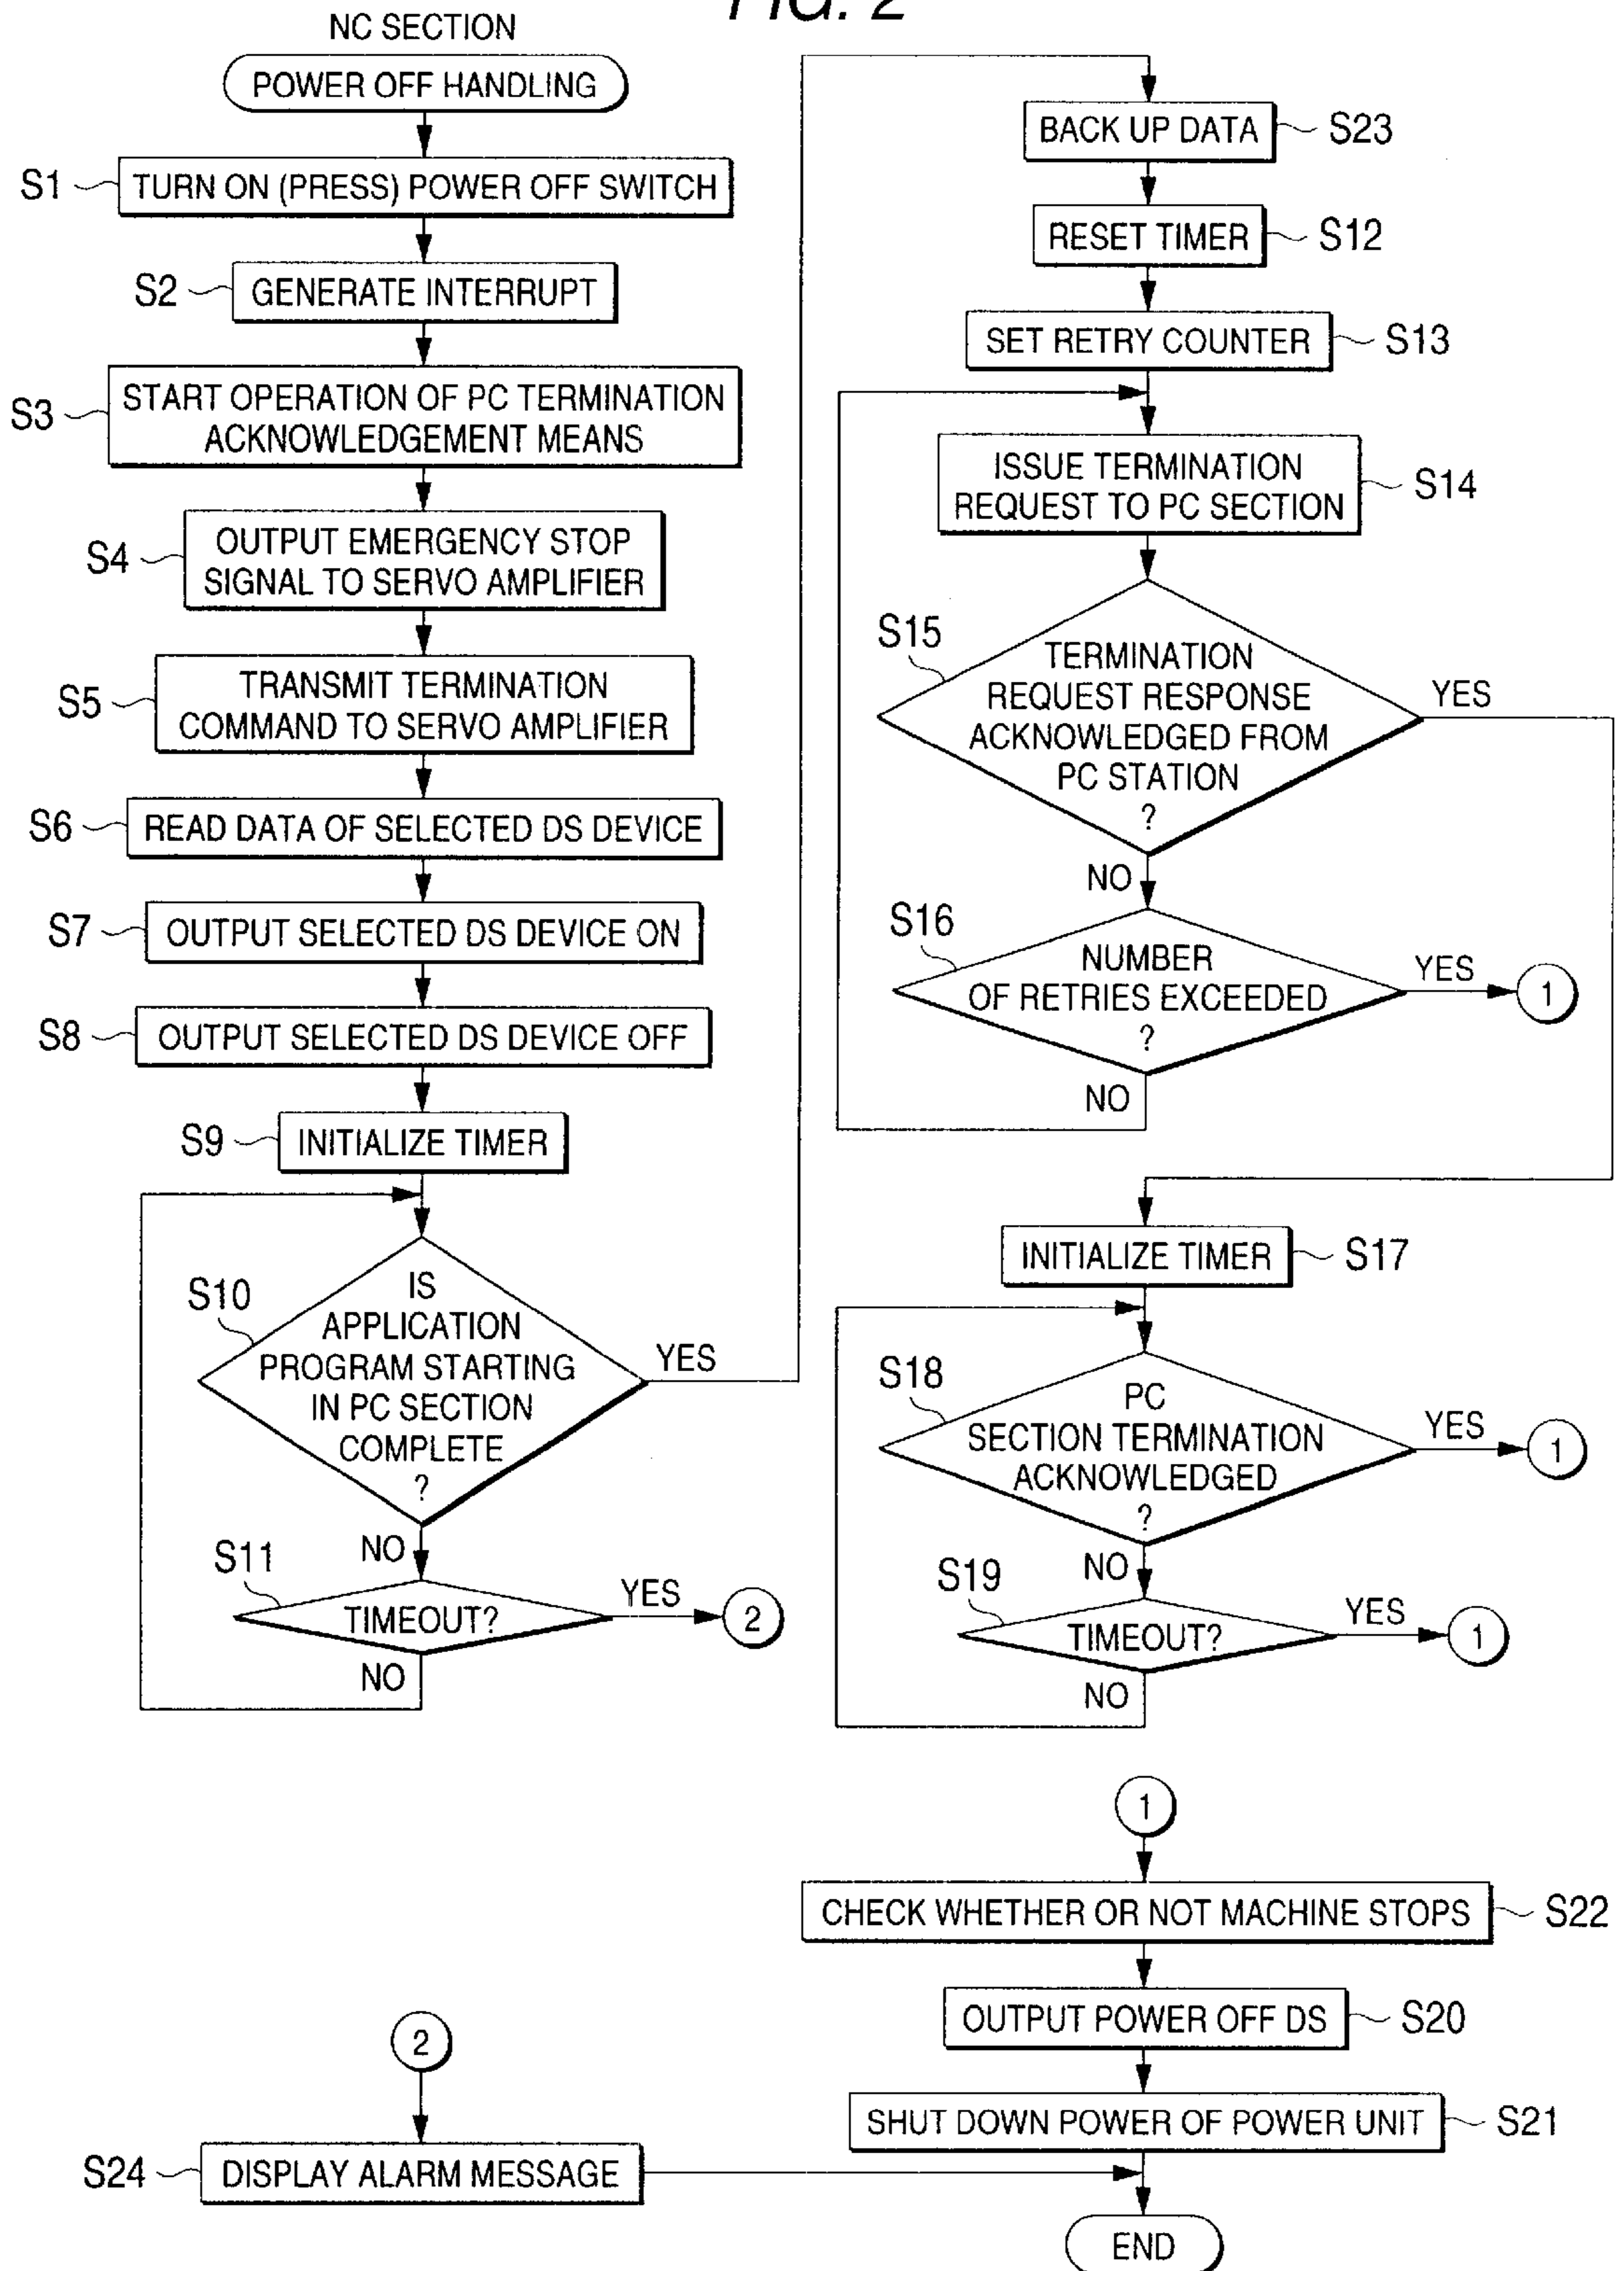 FIG. 2
NC SECTION
POWER OFF HANDLING
S1
TURN ON (PRESS) POWER OFF SWITCH
S2
GENERATE INTERRUPT
S3
START OPERATION OF PC TERMINATION
ACKNOWLEDGEMENT MEANS
S4
OUTPUT EMERGENCY STOP
SIGNAL TO SERVO AMPLIFIER
S5
TRANSMIT TERMINATION
COMMAND TO SERVO AMPLIFIER
S6
READ DATA OF SELECTED DS DEVICE
S7
OUTPUT SELECTED DS DEVICE ON
S8
OUTPUT SELECTED DS DEVICE OFF
S9
INITIALIZE TIMER
S10
IS
APPLICATION
PROGRAM STARTING
IN PC SECTION
COMPLETE
?
YES
NO
S11
TIMEOUT?
YES
2
NO
BACK UP DATA
S23
RESET TIMER
S12
SET RETRY COUNTER
S13
ISSUE TERMINATION
REQUEST TO PC SECTION
S14
S15
TERMINATION
REQUEST RESPONSE
ACKNOWLEDGED FROM
PC STATION
?
YES
NO
S16
NUMBER
OF RETRIES EXCEEDED
?
YES
1
NO
INITIALIZE TIMER
S17
S18
PC
SECTION TERMINATION
ACKNOWLEDGED
?
YES
1
NO
S19
TIMEOUT?
YES
1
NO
1
CHECK WHETHER OR NOT MACHINE STOPS
S22
OUTPUT POWER OFF DS
S20
SHUT DOWN POWER OF POWER UNIT
S21
2
S24
DISPLAY ALARM MESSAGE
END